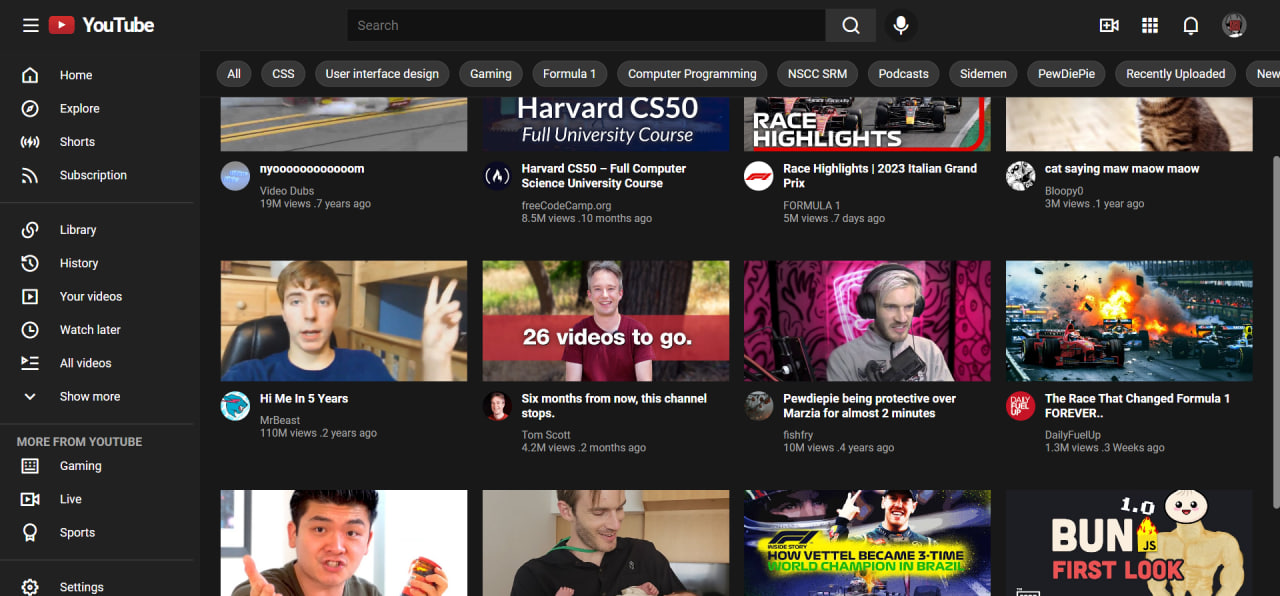 YouTube
Search
All
CSS
User interface design
Gaming
Formula 1
Computer Programming
NSCC SRM
Podcasts
Sidemen
PewDiePie
Recently Uploaded
New
Home
Explore
Shorts
Subscription
Library
History
Your videos
Watch later
All videos
Show more
MORE FROM YOUTUBE
Gaming
Live
Sports
Settings
Harvard CS50
Full University Course
RACE
HIGHLIGHTS
nyoooooooooooom
Video Dubs
19M views .7 years ago
Harvard CS50 – Full Computer
Science University Course
freeCodeCamp.org
8.5M views .10 months ago
Race Highlights | 2023 Italian Grand
Prix
FORMULA 1
5M views .7 days ago
cat saying maw maow maow
Bloopy0
3M views .1 year ago
26 videos to go.
Hi Me In 5 Years
MrBeast
110M views .2 years ago
Six months from now, this channel
stops.
Tom Scott
4.2M views .2 months ago
Pewdiepie being protective over
Marzia for almost 2 minutes
fishfry
10M views .4 years ago
DAILY
FUEL
UP
The Race That Changed Formula 1
FOREVER..
DailyFuelUp
1.3M views .3 Weeks ago
INSIDE STORY
HOW VETTEL BECAME 3-TIME
WORLD CHAMPION IN BRAZIL
1.0
BUN
JS
FIRST LOOK